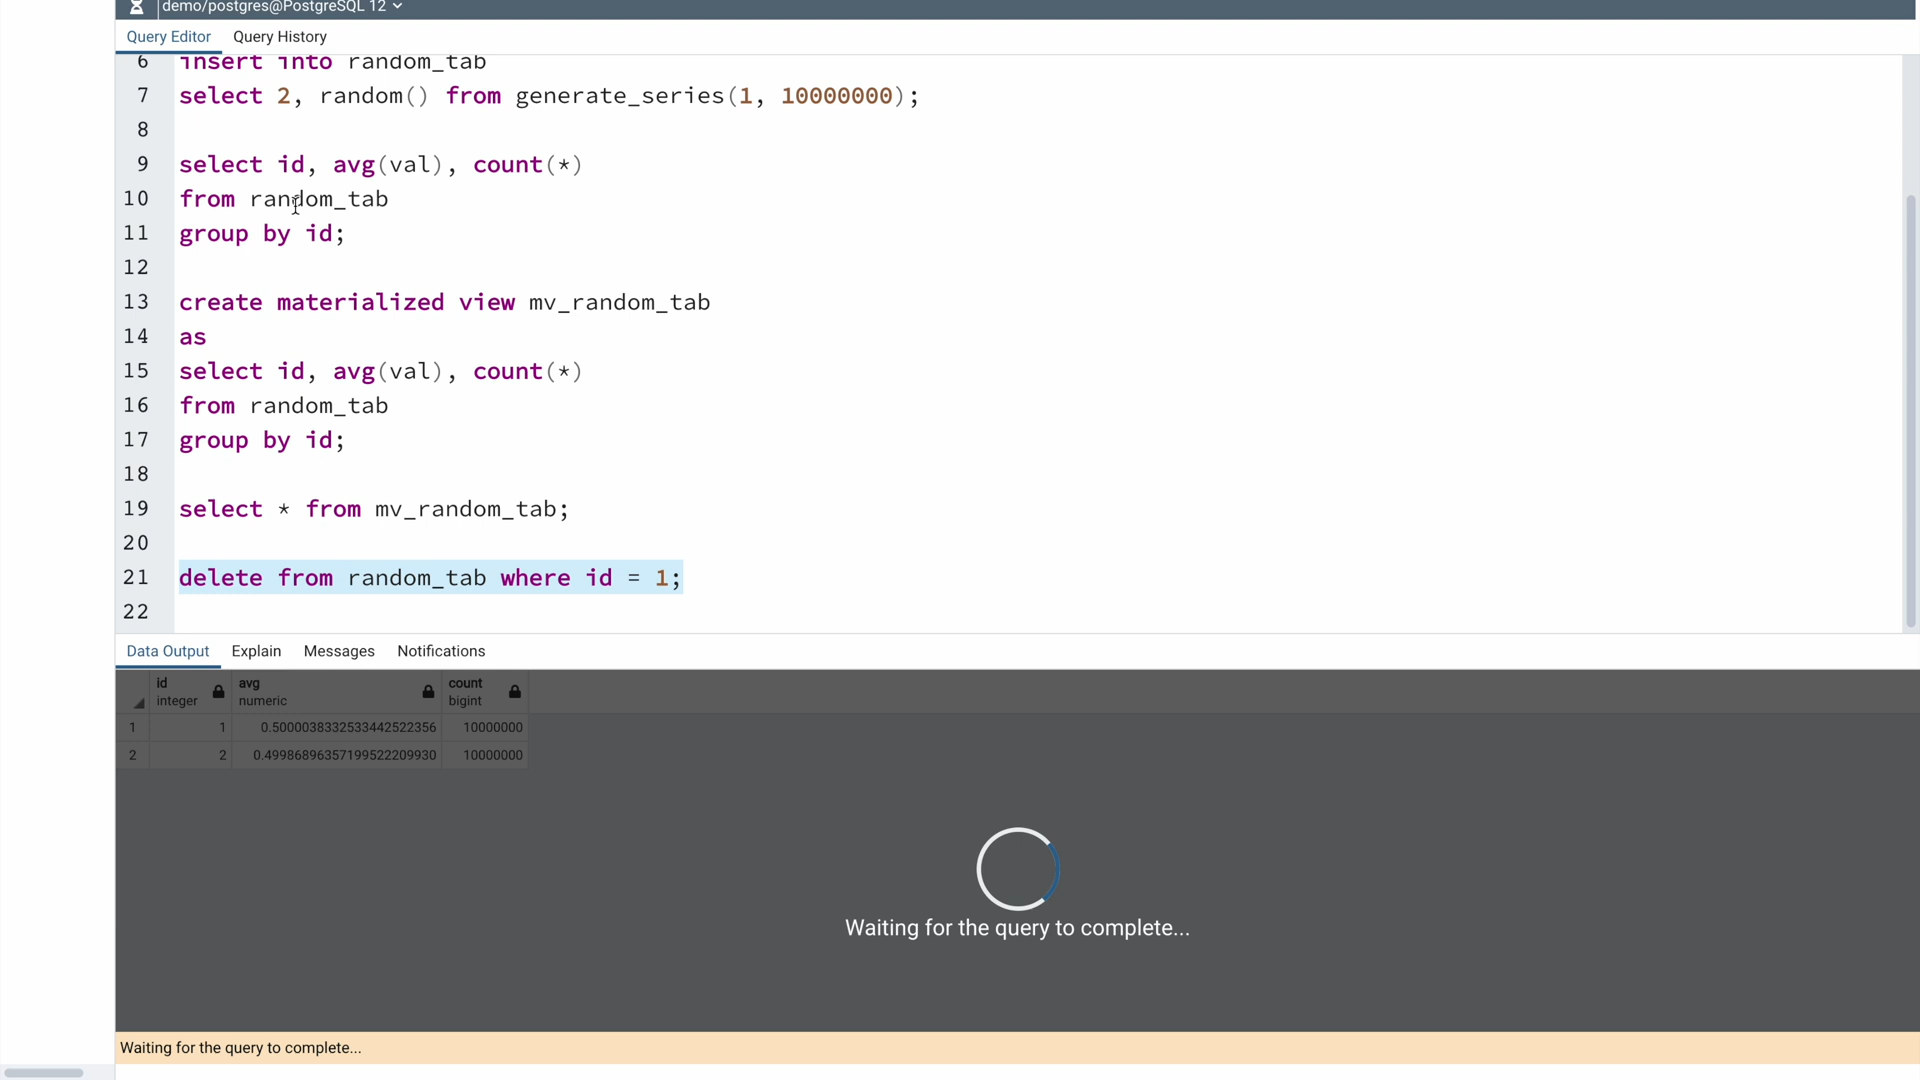 demo/postgres@PostgreSQL 12
Query Editor Query History
6 insert into random_tab
7 select 2, random() from generate_series(1, 10000000);
8
9 select id, avg(val), count(*)
10 from random_tab
11 group by id;
12
13 create materialized view mv_random_tab
14 as
15 select id, avg(val), count(*)
16 from random_tab
17 group by id;
18
19 select * from mv_random_tab;
20
21 delete from random_tab where id = 1;
22
Data Output Explain Messages Notifications
id avg count
integer numeric bigint
1 1 0.5000038332533442522356 10000000
2 2 0.49986896357199522209930 10000000
Waiting for the query to complete...
Waiting for the query to complete...